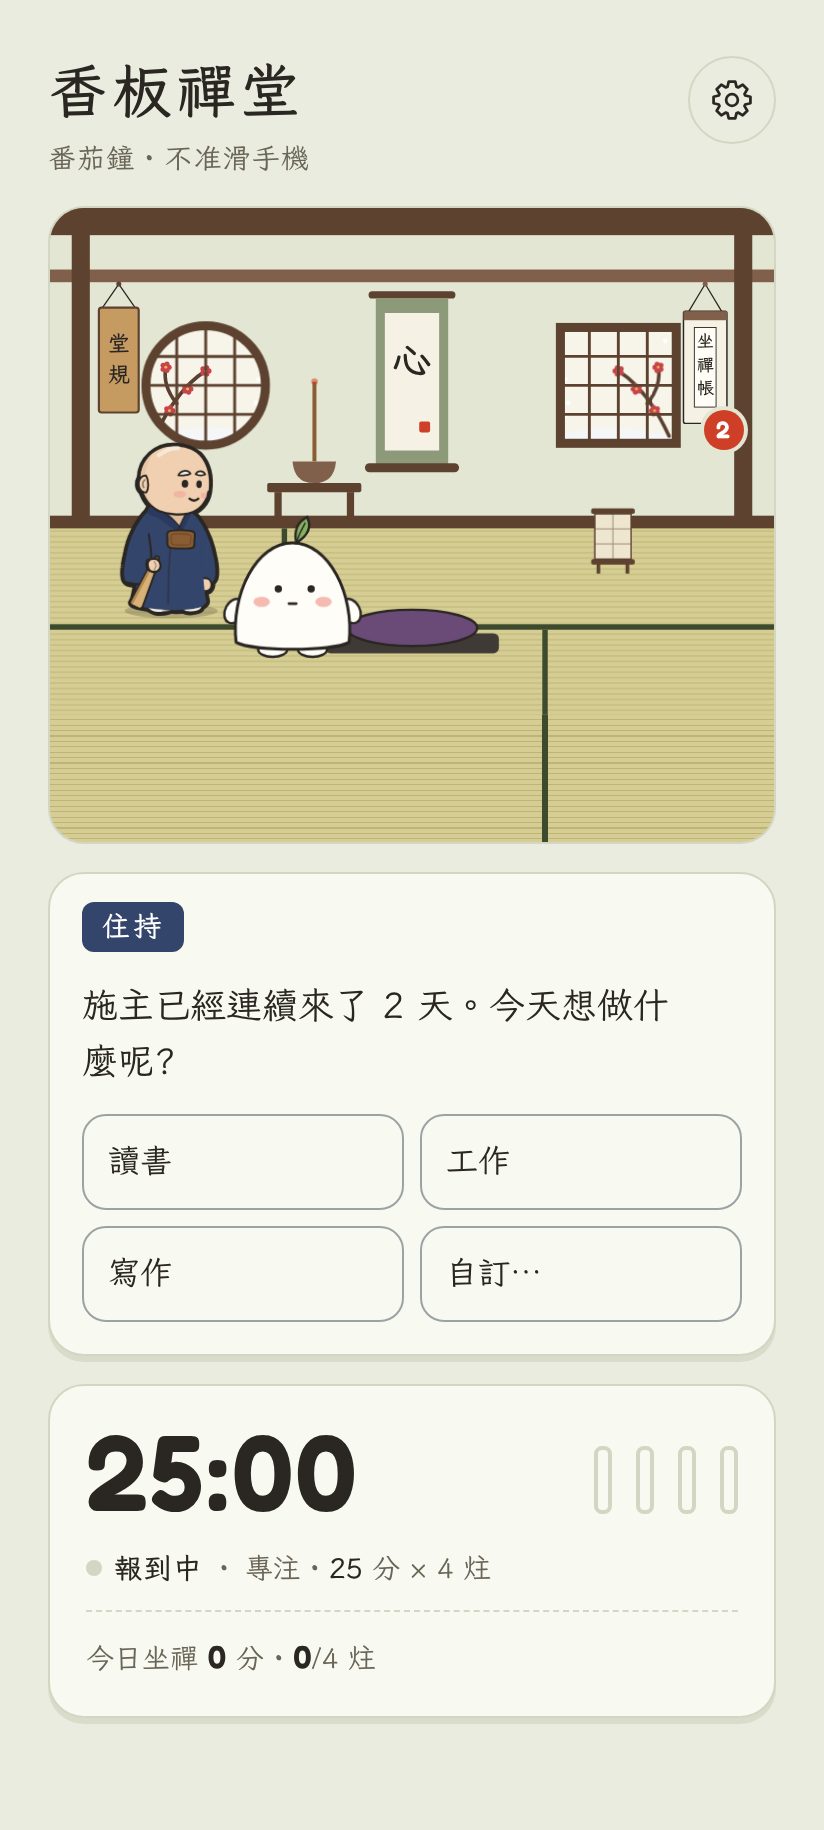 香板禪堂
番茄鐘・不准滑手機
堂規
心
坐禪帳
2
住持
施主已經連續來了 2 天。今天想做什
麼呢?
讀書
工作
寫作
自訂…
25:00
報到中 · 專注・25 分 × 4 炷
今日坐禪 0 分・0/4 炷